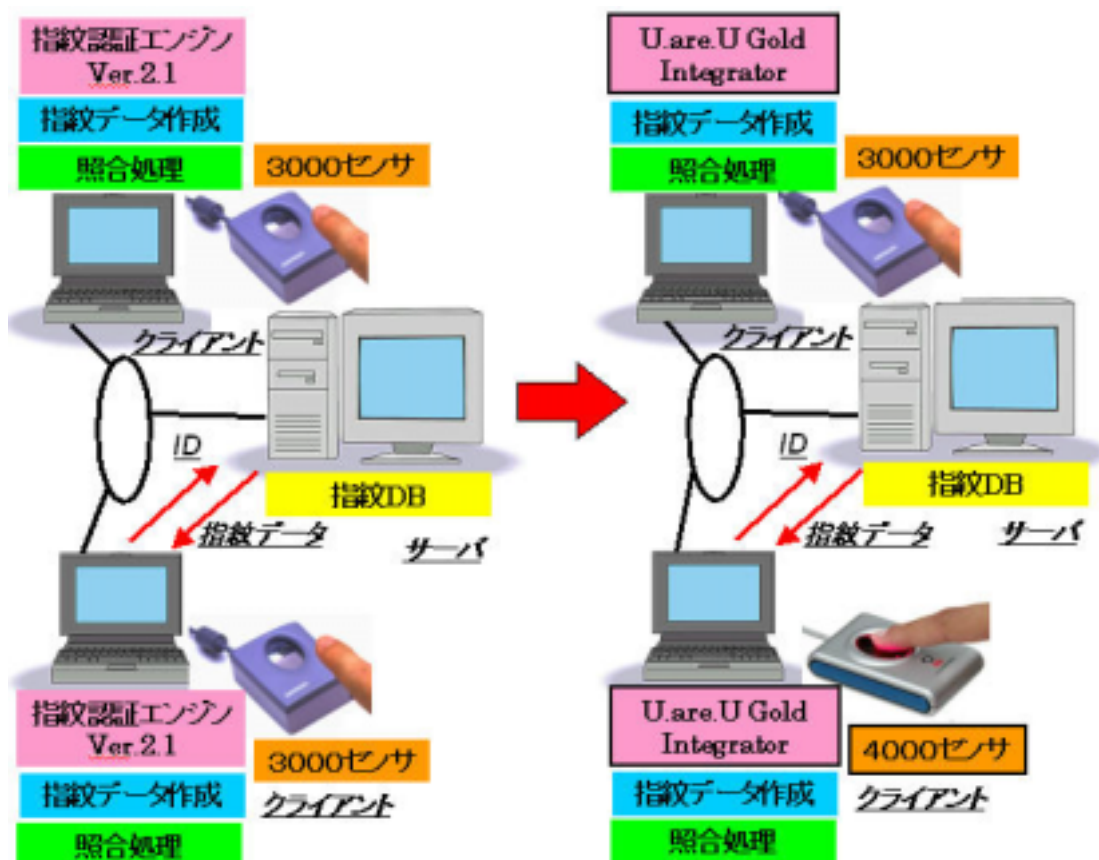 指紋認証エンジン
Ver.2.1
指紋データ作成
照合処理
3000センサ
クライアント
ID
指紋DB
指紋データ
サーバ
指紋認証エンジン
Ver.2.1
3000センサ
指紋データ作成
クライアント
照合処理
U.are.U Gold
Integrator
指紋データ作成
照合処理
3000センサ
クライアント
ID
指紋DB
指紋データ
サーバ
U.are.U Gold
Integrator
4000センサ
指紋データ作成
クライアント
照合処理